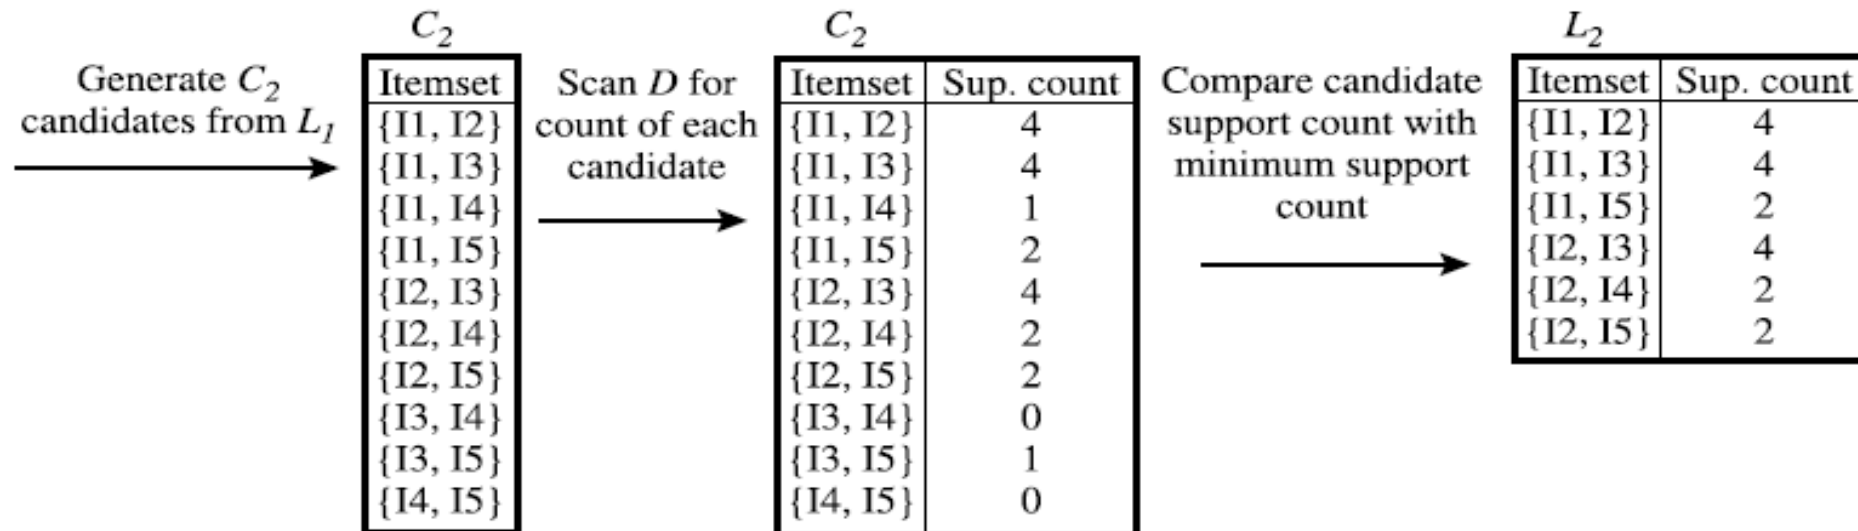 C2
Generate C2
candidates from L1
Itemset
{I1, I2}
{I1, I3}
{I1, I4}
{I1, I5}
{I2, I3}
{I2, I4}
{I2, I5}
{I3, I4}
{I3, I5}
{I4, I5}
Scan D for
count of each
candidate
C2
Itemset Sup. count
{I1, I2} 4
{I1, I3} 4
{I1, I4} 1
{I1, I5} 2
{I2, I3} 4
{I2, I4} 2
{I2, I5} 2
{I3, I4} 0
{I3, I5} 1
{I4, I5} 0
Compare candidate
support count with
minimum support
count
L2
Itemset Sup. count
{I1, I2} 4
{I1, I3} 4
{I1, I5} 2
{I2, I3} 4
{I2, I4} 2
{I2, I5} 2